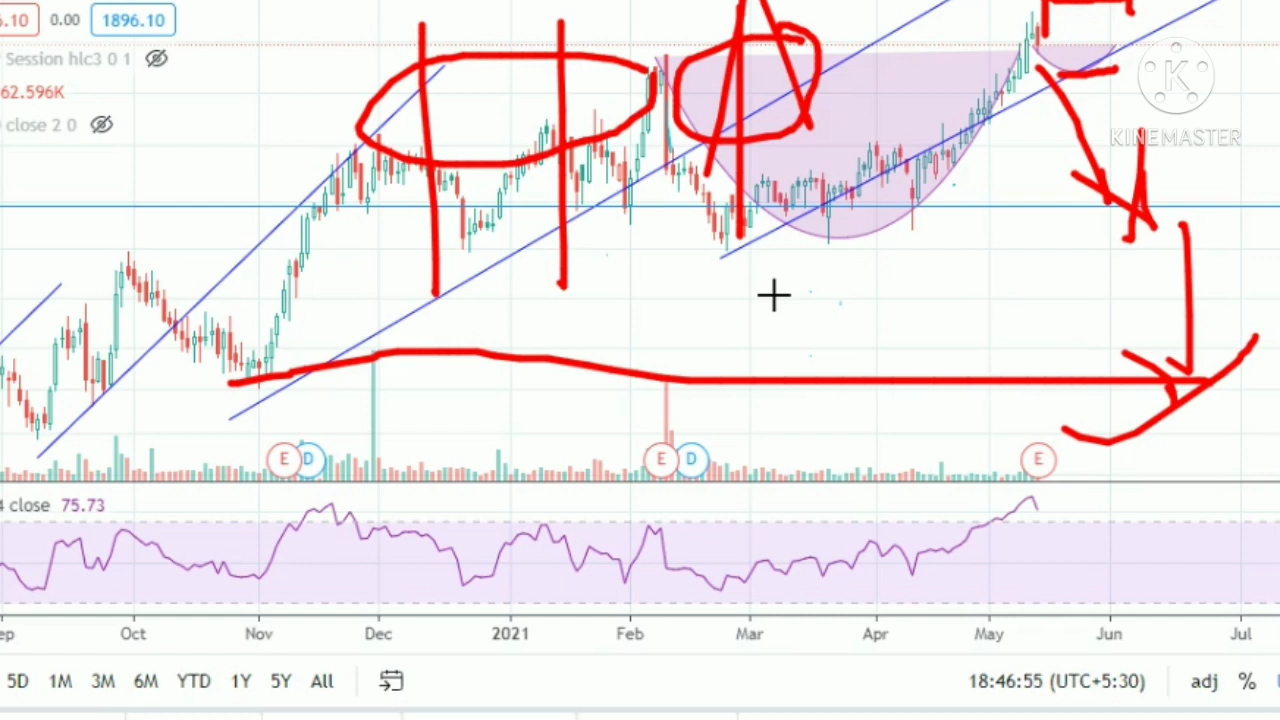 6.10 0.00 1896.10
Session hlc3 0 1
62.596K
close 2 0
K
KINEMASTER
E D E D E
4 close 75.73
ep Oct Nov Dec 2021 Feb Mar Apr May Jun Jul
5D 1M 3M 6M YTD 1Y 5Y All 18:46:55 (UTC+5:30) adj %